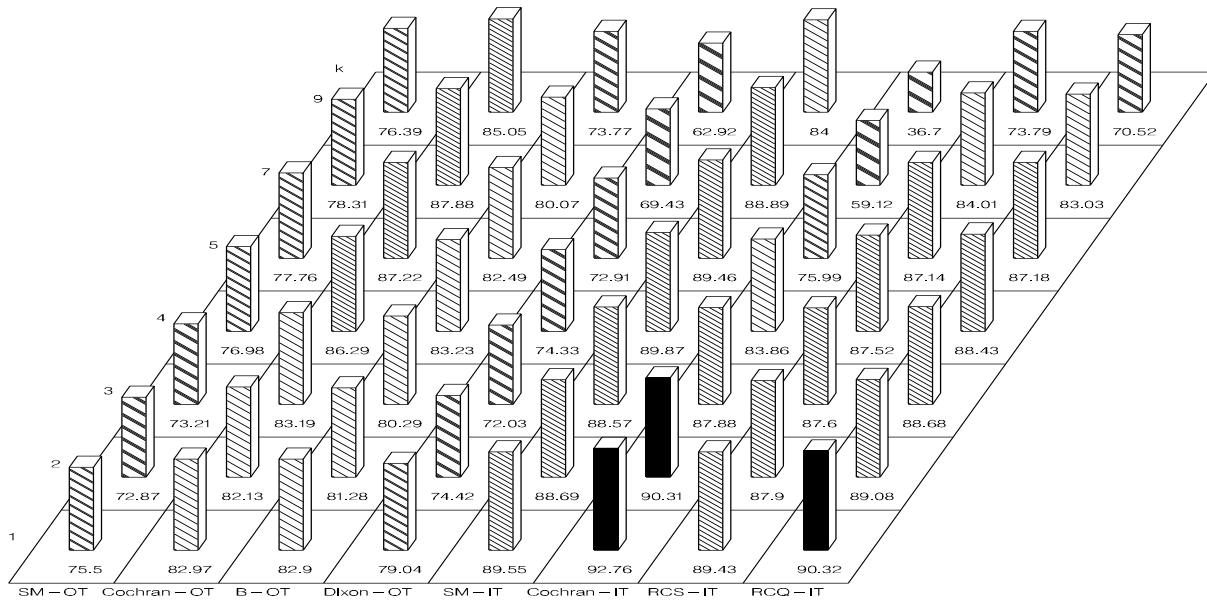 k
76.39 85.05 73.77 62.92 84 36.7 73.79 70.52
9
78.31 87.88 80.07 69.43 88.89 59.12 84.01 83.03
7
77.76 87.22 82.49 72.91 89.46 75.99 87.14 87.18
5
76.98 86.29 83.23 74.33 89.87 83.86 87.52 88.43
4
73.21 83.19 80.29 72.03 88.57 87.88 87.6 88.68
3
72.87 82.13 81.28 74.42 88.69 90.31 87.9 89.08
2
75.5 82.97 82.9 79.04 89.55 92.76 89.43 90.32
1
SM-OT Cochran-OT B-OT Dixon-OT SM-IT Cochran-IT RCS-IT RCQ-IT